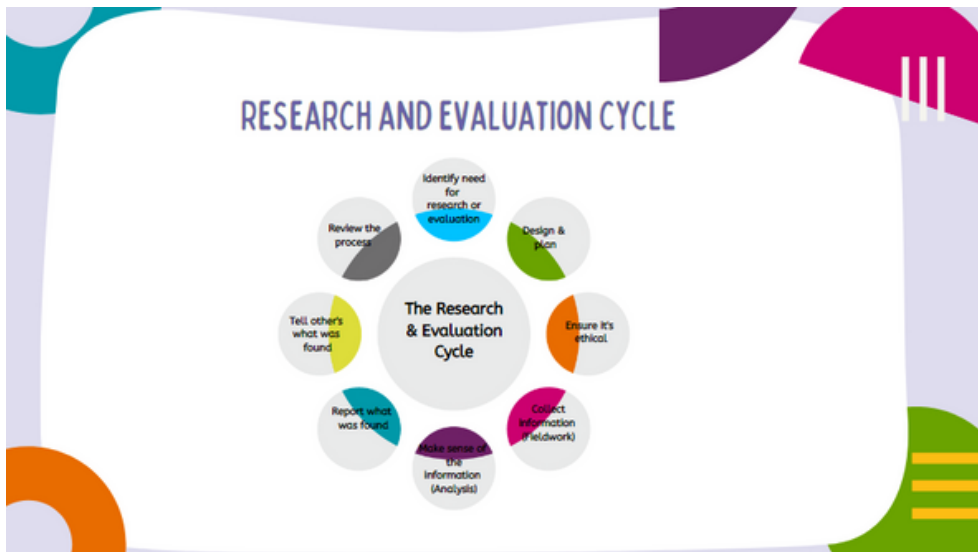 RESEARCH AND EVALUATION CYCLE
Identify need
for
research or
evaluation
Design &
plan
Ensure it's
ethical
Collect
information
(Fieldwork)
Make sense of
the
information
(Analysis)
Report what
was found
Tell other's
what was
found
Review the
process
The Research
& Evaluation
Cycle